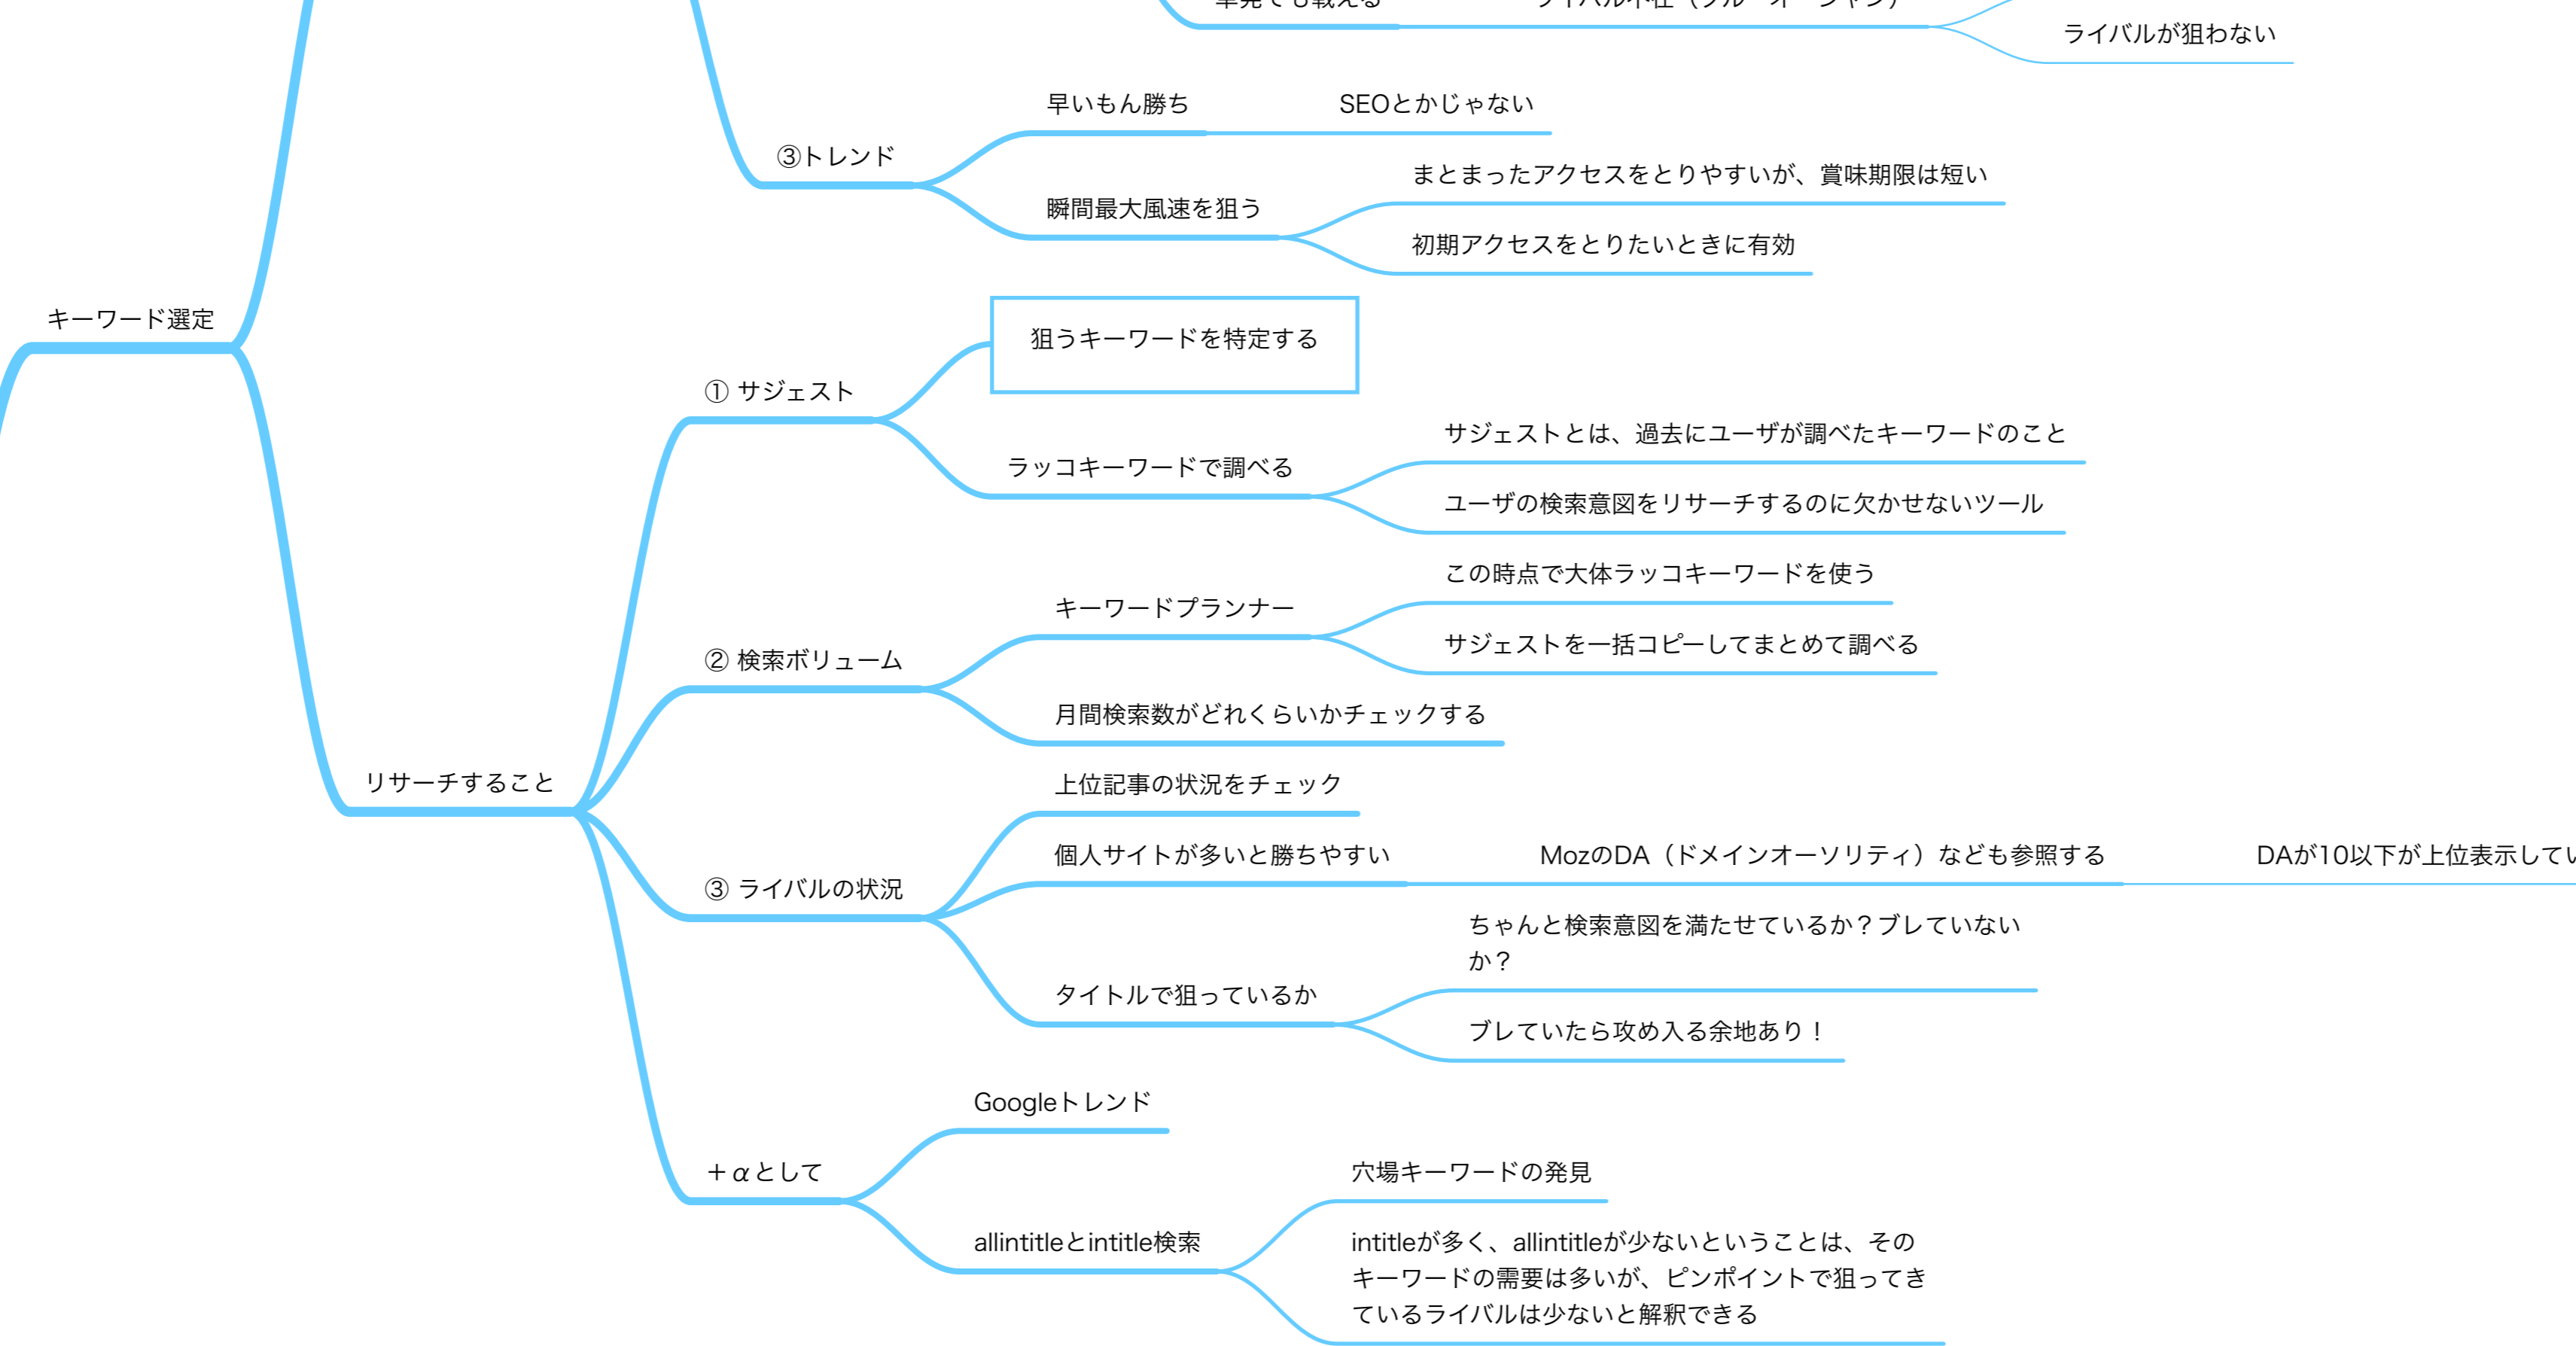 ライバルが狙わない
早いもん勝ち
SEOとかじゃない
③トレンド
まとまったアクセスをとりやすいが、賞味期限は短い
瞬間最大風速を狙う
初期アクセスをとりたいときに有効
キーワード選定
狙うキーワードを特定する
① サジェスト
サジェストとは、過去にユーザが調べたキーワードのこと
ラッコキーワードで調べる
ユーザの検索意図をリサーチするのに欠かせないツール
この時点で大体ラッコキーワードを使う
キーワードプランナー
サジェストを一括コピーしてまとめて調べる
② 検索ボリューム
月間検索数がどれくらいかチェックする
リサーチすること
上位記事の状況をチェック
個人サイトが多いと勝ちやすい
MozのDA（ドメインオーソリティ）なども参照する
DAが10以下が上位表示してい
③ ライバルの状況
ちゃんと検索意図を満たせているか？ブレていない
か？
タイトルで狙っているか
ブレていたら攻め入る余地あり！
Googleトレンド
＋αとして
穴場キーワードの発見
allintitleとintitle検索
intitleが多く、allintitleが少ないということは、その
キーワードの需要は多いが、ピンポイントで狙ってき
ているライバルは少ないと解釈できる